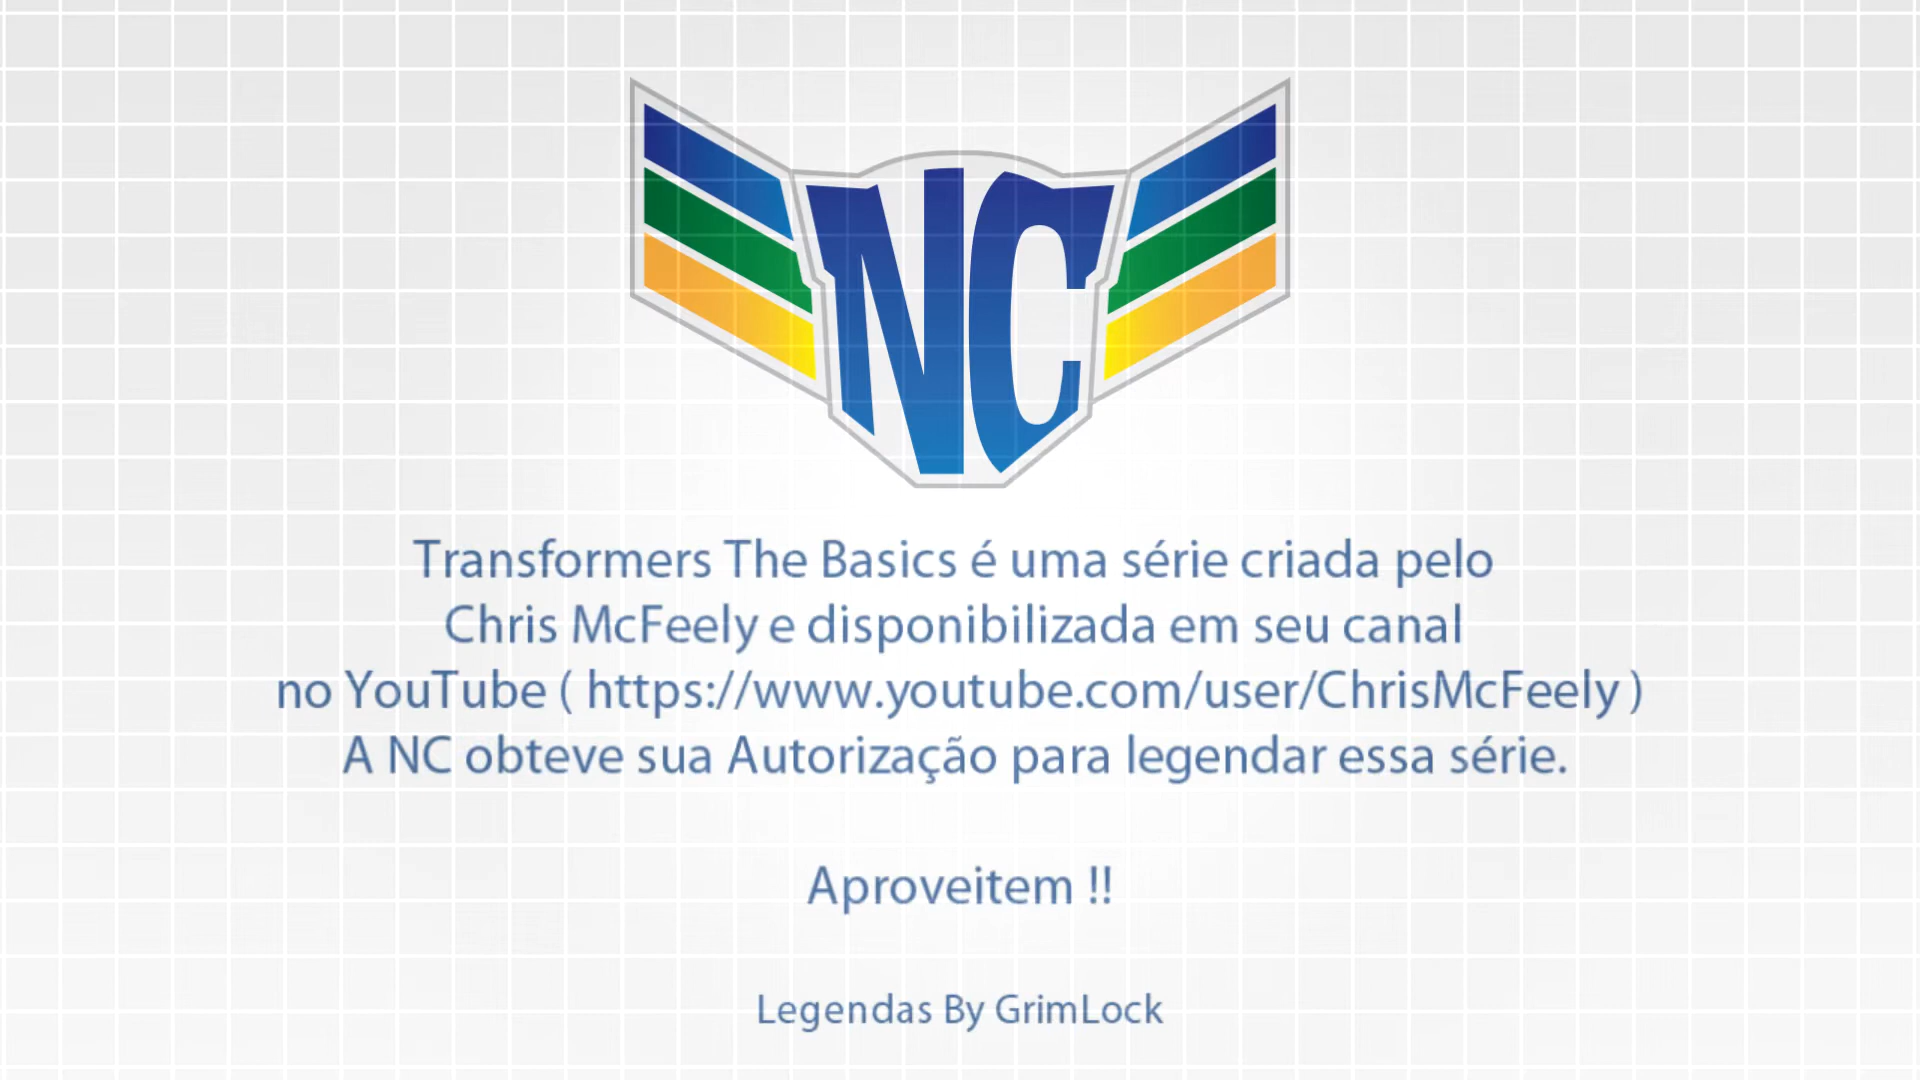 NC
Transformers The Basics é uma série criada pelo
Chris McFeely e disponibilizada em seu canal
no YouTube ( https://www.youtube.com/user/ChrisMcFeely )
A NC obteve sua Autorização para legendar essa série.
Aproveitem !!
Legendas By GrimLock